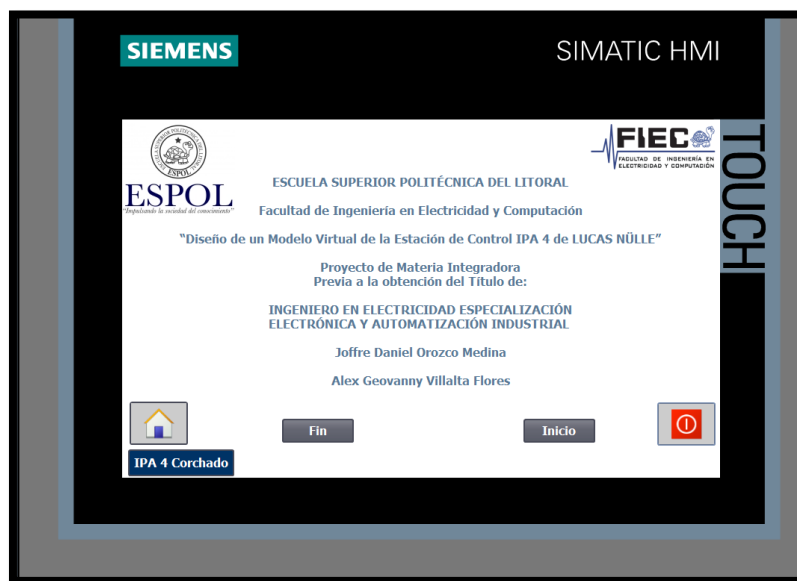 SIEMENS
SIMATIC HMI
TOUCH
ESPOL
"Impulsando la sociedad del conocimiento"
FIEC
FACULTAD DE INGENIERÍA EN
ELECTRICIDAD Y COMPUTACIÓN
ESCUELA SUPERIOR POLITÉCNICA DEL LITORAL
Facultad de Ingeniería en Electricidad y Computación
"Diseño de un Modelo Virtual de la Estación de Control IPA 4 de LUCAS NÜLLE"
Proyecto de Materia Integradora
Previa a la obtención del Título de:
INGENIERO EN ELECTRICIDAD ESPECIALIZACIÓN
ELECTRÓNICA Y AUTOMATIZACIÓN INDUSTRIAL
Joffre Daniel Orozco Medina
Alex Geovanny Villalta Flores
Fin
Inicio
IPA 4 Corchado